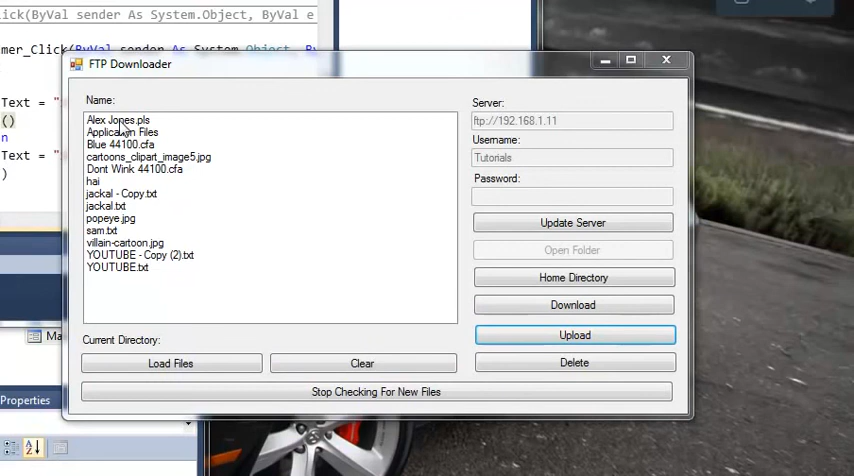 lick(ByVal sender As System.Object, ByVal e
mer_Click(ByVal sender As System.Object, By
Text = "
()
n
Text = "
)
FTP Downloader
Name:
Alex Jones.pls
Application Files
Blue 44100.cfa
cartoons_clipart_image5.jpg
Dont Wink 44100.cfa
hai
jackal - Copy.txt
jackal.txt
popeye.jpg
sam.txt
villain-cartoon.jpg
YOUTUBE - Copy (2).txt
YOUTUBE.txt
Server:
ftp://192.168.1.11
Username:
Tutorials
Password:
Update Server
Open Folder
Home Directory
Download
Upload
Delete
Current Directory:
Load Files
Clear
Stop Checking For New Files
Ma
Properties